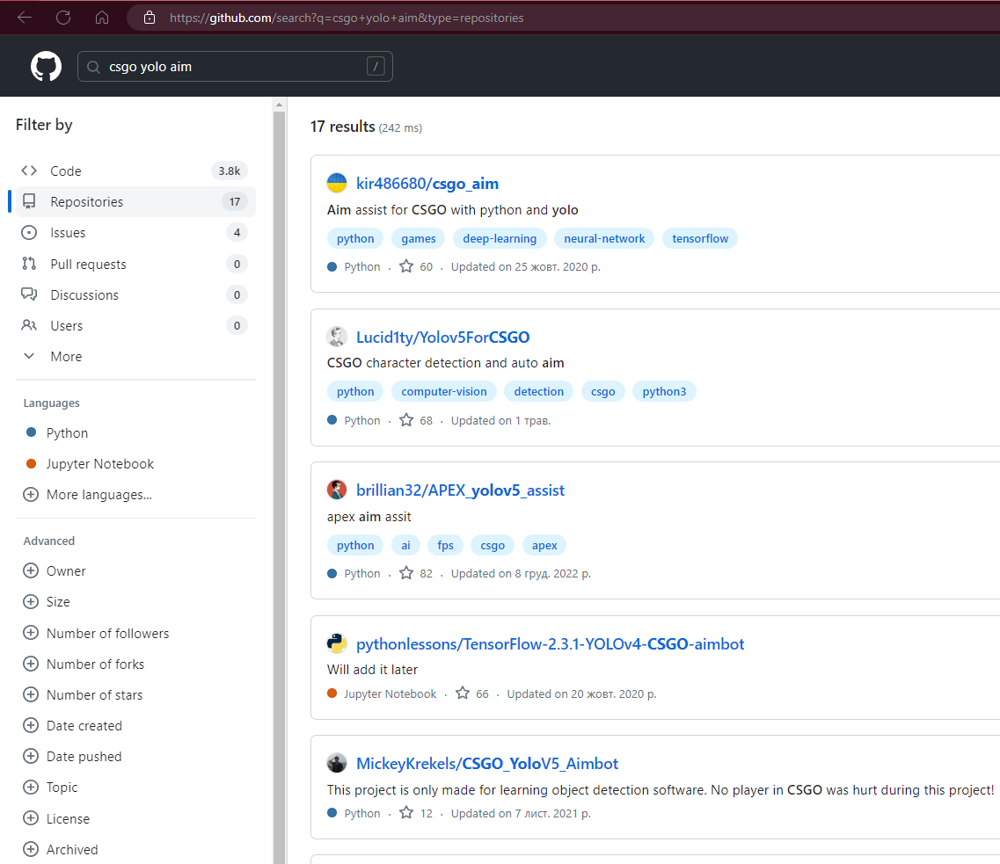 https://github.com/search?q=csgo+yolo+aim&type=repositories
csgo yolo aim /
Filter by
Code 3.8k
Repositories 17
Issues 4
Pull requests 0
Discussions 0
Users 0
More
Languages
Python
Jupyter Notebook
More languages...
Advanced
Owner
Size
Number of followers
Number of forks
Number of stars
Date created
Date pushed
Topic
License
Archived
17 results (242 ms)
kir486680/csgo_aim
Aim assist for CSGO with python and yolo
python games deep-learning neural-network tensorflow
Python · 60 · Updated on 25 жовт. 2020 р.
Lucid1ty/Yolov5ForCSGO
CSGO character detection and auto aim
python computer-vision detection csgo python3
Python · 68 · Updated on 1 трав.
brillian32/APEX_yolov5_assist
apex aim assit
python ai fps csgo apex
Python · 82 · Updated on 8 груд. 2022 р.
pythonlessons/TensorFlow-2.3.1-YOLOv4-CSGO-aimbot
Will add it later
Jupyter Notebook · 66 · Updated on 20 жовт. 2020 р.
MickeyKrekels/CSGO_YoloV5_Aimbot
This project is only made for learning object detection software. No player in CSGO was hurt during this project!
Python · 12 · Updated on 7 лист. 2021 р.